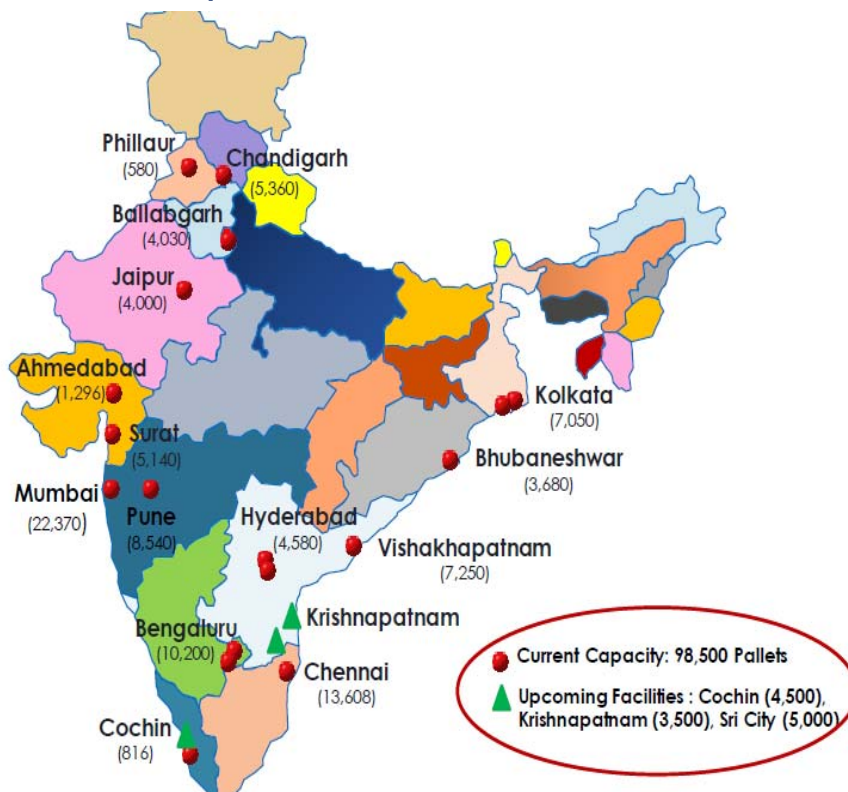 Phillaur
(580)
Chandigarh
(5,360)
Ballabgarh
(4,030)
Jaipur
(4,000)
Ahmedabad
(1,296)
Surat
(5,140)
Mumbai
(22,370)
Pune
(8,540)
Hyderabad
(4,580)
Kolkata
(7,050)
Bhubaneshwar
(3,680)
Vishakhapatnam
(7,250)
Krishnapatnam
Bengaluru
(10,200)
Chennai
(13,608)
Cochin
(816)
Current Capacity: 98,500 Pallets
Upcoming Facilities : Cochin (4,500),
Krishnapatnam (3,500), Sri City (5,000)